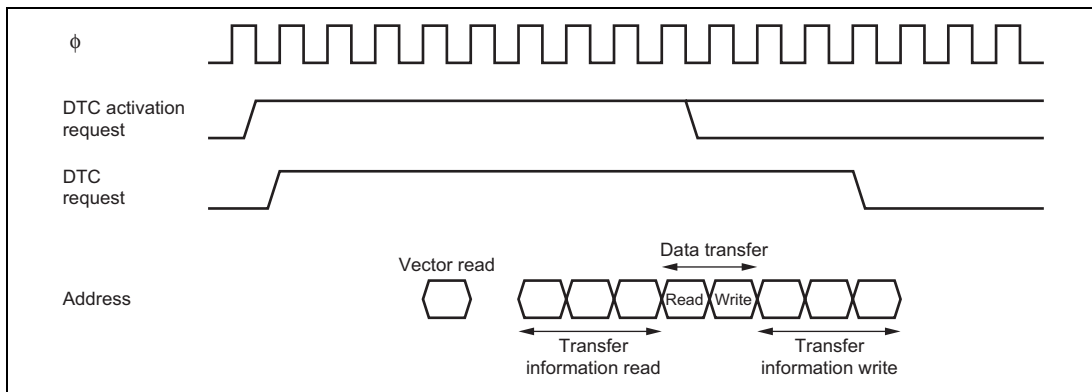 ϕ
DTC activation
request
DTC
request
Data transfer
Vector read
Address
Read Write
Transfer
information read
Transfer
information write